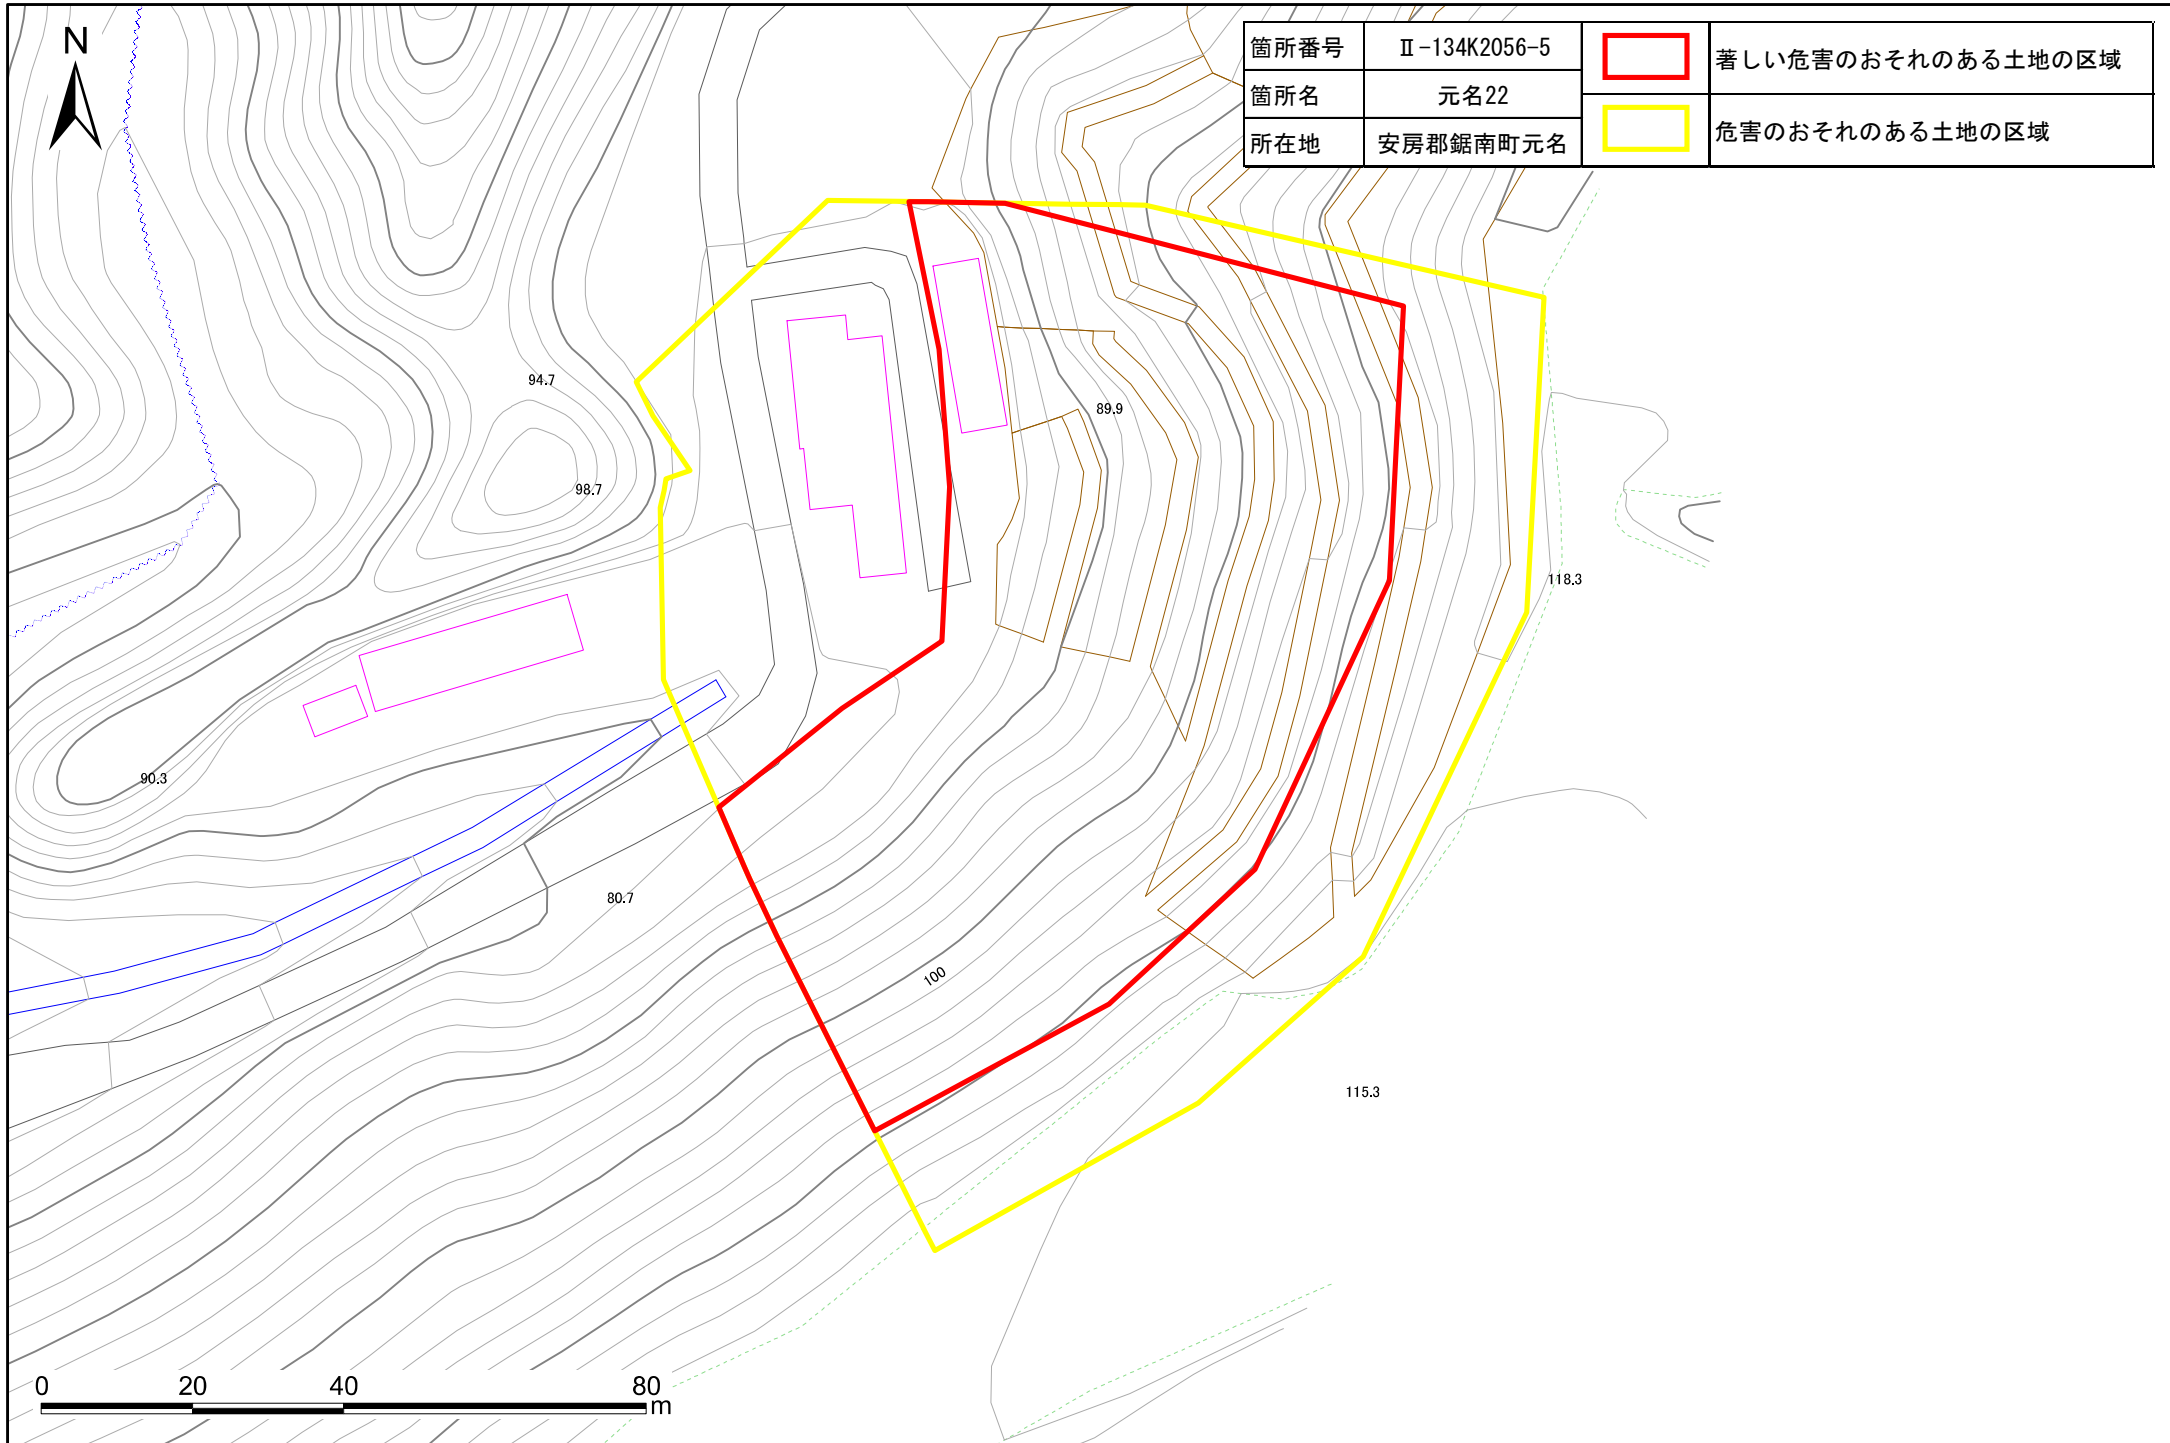 N
箇所番号 Ⅱ-134K2056-5
箇所名 元名22
所在地 安房郡鋸南町元名
著しい危害のおそれのある土地の区域
危害のおそれのある土地の区域
94.7
89.9
98.7
118.3
90.3
80.7
100
115.3
0 20 40 80
m